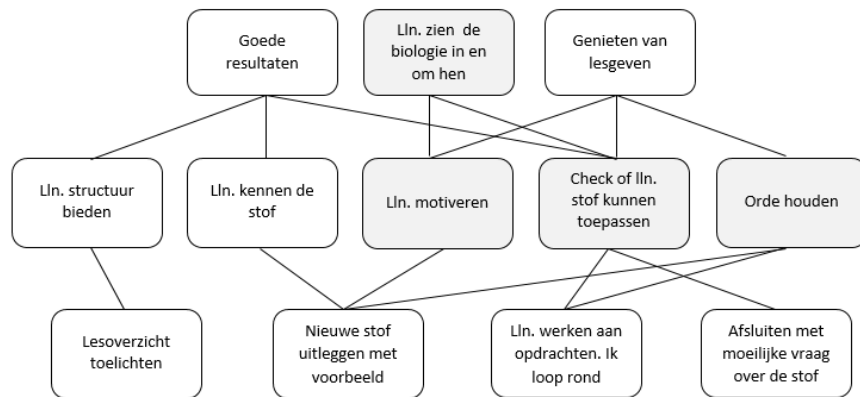 Goede
resultaten
Lln. zien de
biologie in en
om hen
Genieten van
lesgeven
Lln. structuur
bieden
Lln. kennen de
stof
Lln. motiveren
Check of lln.
stof kunnen
toepassen
Orde houden
Lesoverzicht
toelichten
Nieuwe stof
uitleggen met
voorbeeld
Lln. werken aan
opdrachten. Ik
loop rond
Afsluiten met
moeilijke vraag
over de stof